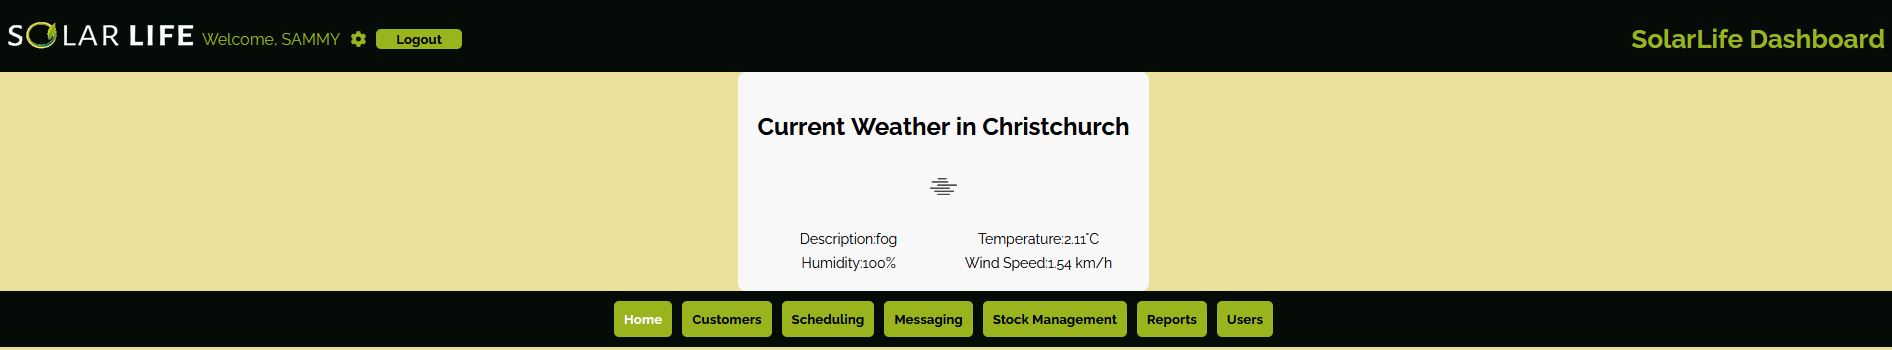 SOLAR LIFE Welcome, SAMMY Logout SolarLife Dashboard
Current Weather in Christchurch
Description:fog Temperature:2.11°C
Humidity:100% Wind Speed:1.54 km/h
Home Customers Scheduling Messaging Stock Management Reports Users